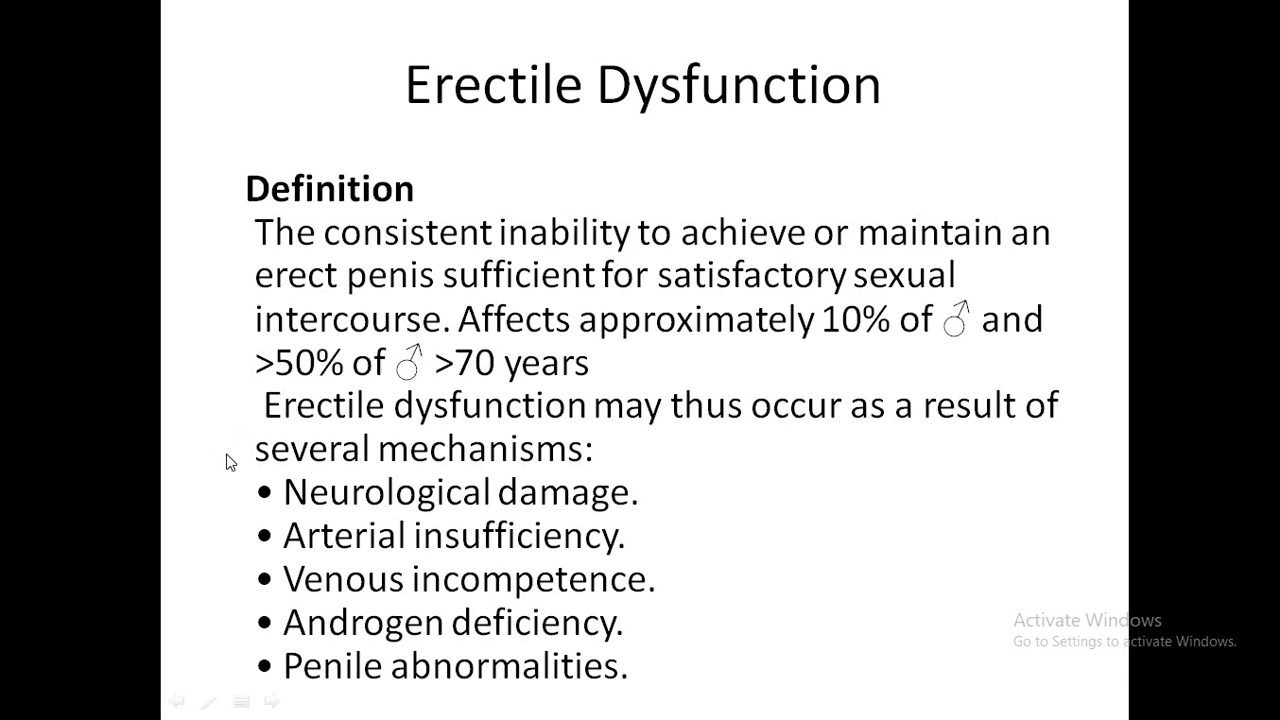 Erectile Dysfunction
Definition
The consistent inability to achieve or maintain an
erect penis sufficient for satisfactory sexual
intercourse. Affects approximately 10% of ♂ and
>50% of ♂ >70 years
Erectile dysfunction may thus occur as a result of
several mechanisms:
• Neurological damage.
• Arterial insufficiency.
• Venous incompetence.
• Androgen deficiency.
• Penile abnormalities.
Activate Windows
Go to Settings to activate Windows.